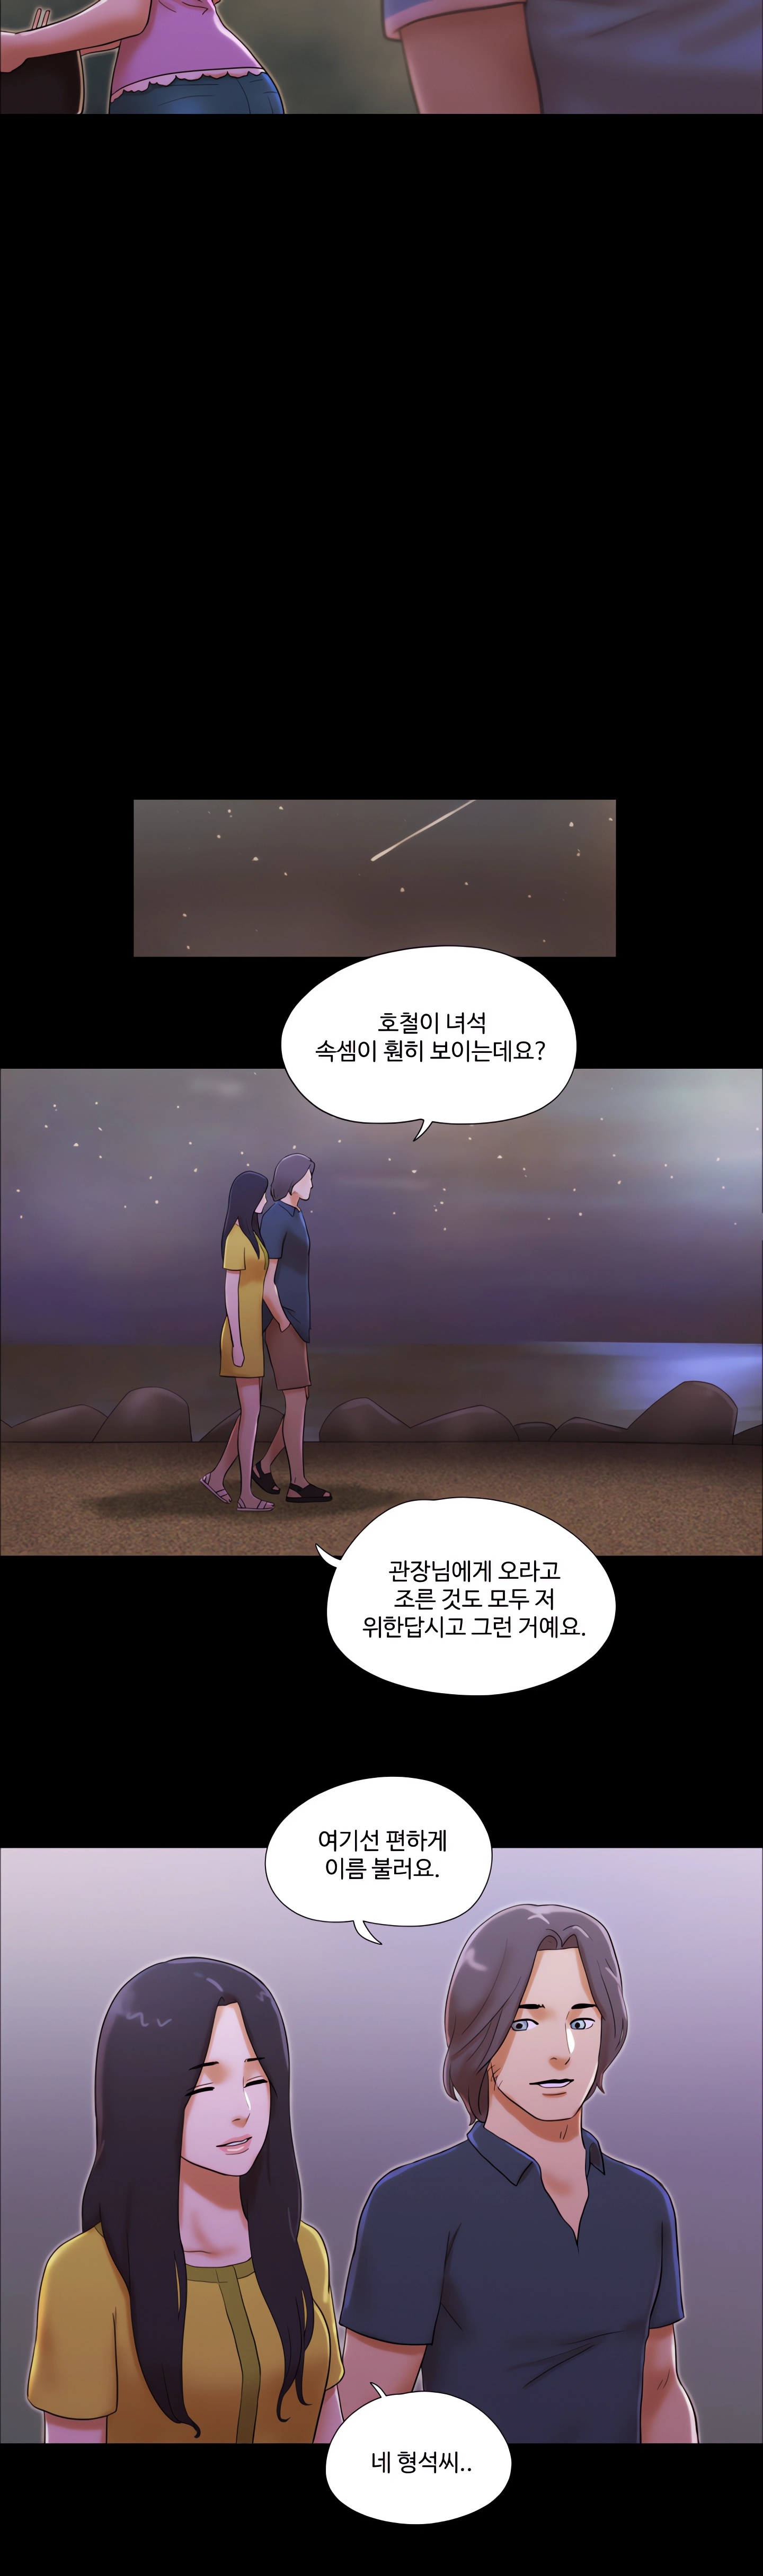 호철이 녀석
속셈이 훤히 보이는데요?
관장님에게 오라고
조른 것도 모두 저
위한답시고 그런 거예요.
여기선 편하게
이름 불러요.
네 형석씨..